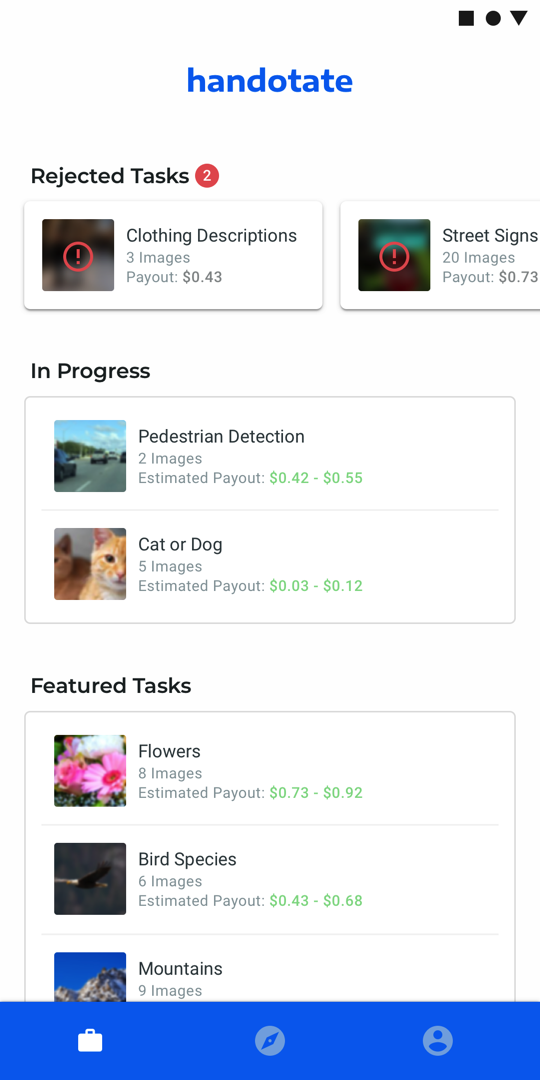 handotate
Rejected Tasks 2
Clothing Descriptions
3 Images
Payout: $0.43
Street Signs
20 Images
Payout: $0.73
In Progress
Pedestrian Detection
2 Images
Estimated Payout: $0.42 - $0.55
Cat or Dog
5 Images
Estimated Payout: $0.03 - $0.12
Featured Tasks
Flowers
8 Images
Estimated Payout: $0.73 - $0.92
Bird Species
6 Images
Estimated Payout: $0.43 - $0.68
Mountains
9 Images